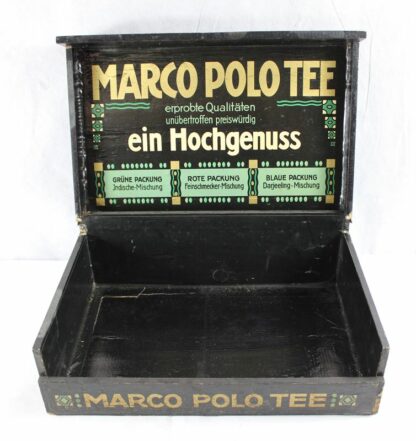 MARCO POLO TEE
erprobte Qualitäten
unübertroffen preiswürdig
ein Hochgenuss
GRÜNE PACKUNG ROTE PACKUNG BLAUE PACKUNG
Indische-Mischung Feinschmecker-Mischung Darjeeling-Mischung
MARCO POLO TEE